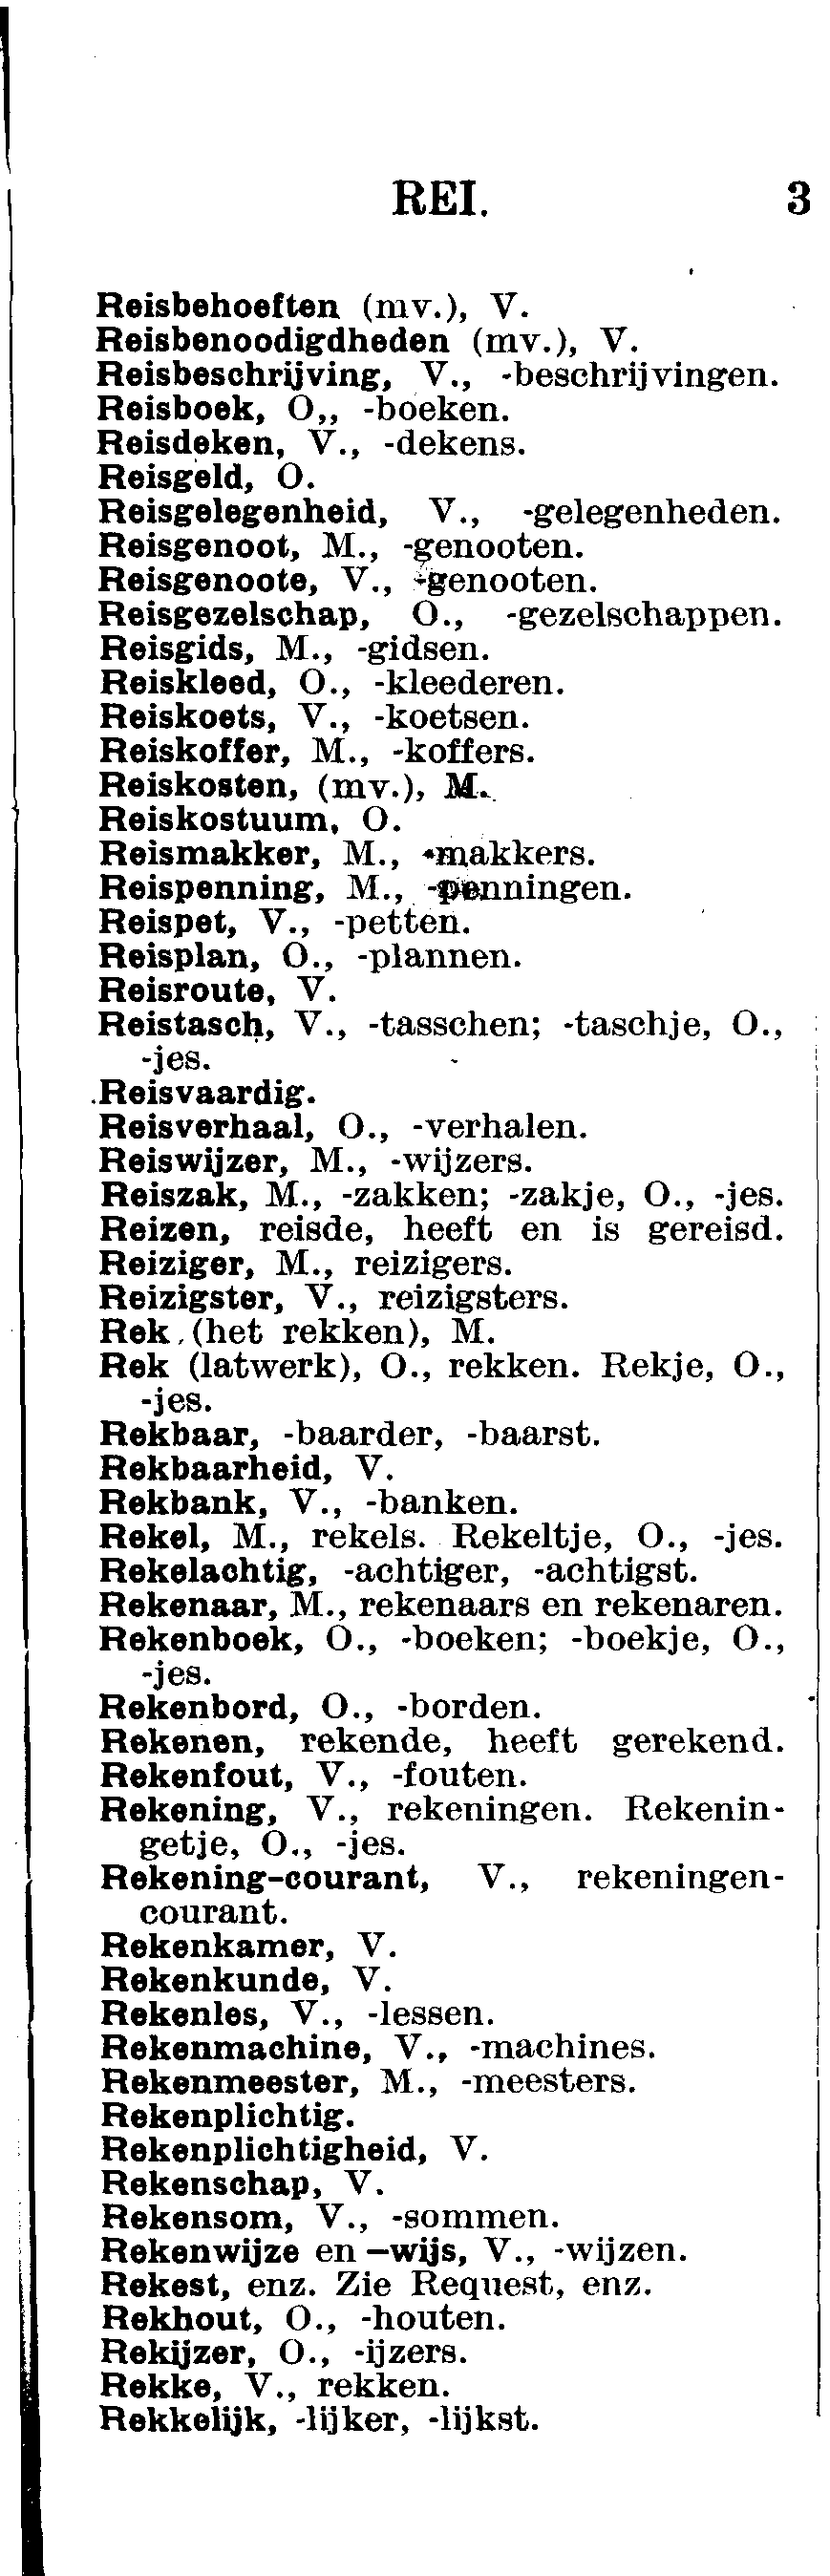 REI. 3
Reisbehoeften (mv.), V.
Reisbenoodigdheden (mv.), V.
Reisbeschrijving, V., -beschrijvingen.
Reisboek, O,, -boeken.
Reisdeken, V., -dekens.
Reisgeld, O.
Reisgelegenheid, V., -gelegenheden.
Reisgenoot, M., -genooten.
Reisgenoote, V., -genooten.
Reisgezelschap, O., -gezelschappen.
Reisgids, M., -gidsen.
Reiskleed, O., -kleederen.
Reiskoets, V., -koetsen.
Reiskoffer, M., -koffers.
Reiskosten, (mv.), M.
Reiskostuum, O.
Reismakker, M., -makkers.
Reispenning, M., -penningen.
Reispet, V., -petten.
Reisplan, O., -plannen.
Reisroute, V.
Reistasch, V., -tasschen; -taschje, O.,
-jes.
Reisvaardig.
Reisverhaal, O., -verhalen.
Reiswijzer, M., -wijzers.
Reiszak, M., -zakken; -zakje, O., -jes.
Reizen, reisde, heeft en is gereisd.
Reiziger, M., reizigers.
Reizigster, V., reizigsters.
Rek (het rekken), M.
Rek (latwerk), O., rekken. Rekje, O.,
-jes.
Rekbaar, -baarder, -baarst.
Rekbaarheid, V.
Rekbank, V., -banken.
Rekel, M., rekels. Rekeltje, O., -jes.
Rekelachtig, -achtiger, -achtigst.
Rekenaar, M., rekenaars en rekenaren.
Rekenboek, O., -boeken; -boekje, O.,
-jes.
Rekenbord, O., -borden.
Rekenen, rekende, heeft gerekend.
Rekenfout, V., -fouten.
Rekening, V., rekeningen. Rekenin-
getje, O., -jes.
Rekening-courant, V., rekeningen-
courant.
Rekenkamer, V.
Rekenkunde, V.
Rekenles, V., -lessen.
Rekenmachine, V., -machines.
Rekenmeester, M., -meesters.
Rekenplichtig.
Rekenplichtigheid, V.
Rekenschap, V.
Rekensom, V., -sommen.
Rekenwijze en –wijs, V., -wijzen.
Rekest, enz. Zie Request, enz.
Rekhout, O., -houten.
Rekijzer, O., -ijzers.
Rekke, V., rekken.
Rekkelijk, -lijker, -lijkst.